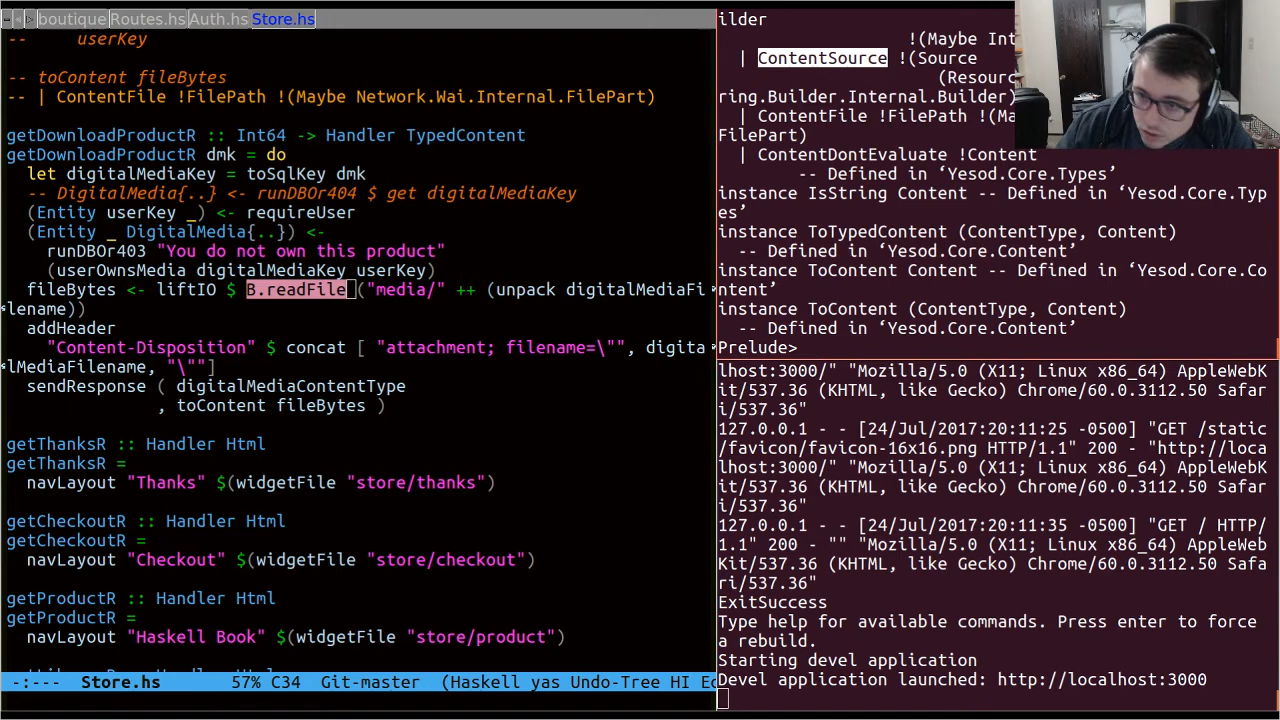 boutique Routes.hs Auth.hs Store.hs
--     userKey
-- toContent fileBytes
-- | ContentFile !FilePath !(Maybe Network.Wai.Internal.FilePart)
getDownloadProductR :: Int64 -> Handler TypedContent
getDownloadProductR dmk = do
  let digitalMediaKey = toSqlKey dmk
  -- DigitalMedia{..} <- runDBOr404 $ get digitalMediaKey
  (Entity userKey _) <- requireUser
  (Entity _ DigitalMedia{..}) <-
    runDBOr403 "You do not own this product"
     (userOwnsMedia digitalMediaKey userKey)
  fileBytes <- liftIO $ B.readFile ("media/" ++ (unpack digitalMediaFi
lename))
  addHeader
    "Content-Disposition" $ concat [ "attachment; filename=\"", digita
lMediaFilename, "\""]
  sendResponse ( digitalMediaContentType
               , toContent fileBytes )
getThanksR :: Handler Html
getThanksR =
  navLayout "Thanks" $(widgetFile "store/thanks")
getCheckoutR :: Handler Html
getCheckoutR =
  navLayout "Checkout" $(widgetFile "store/checkout")
getProductR :: Handler Html
getProductR =
  navLayout "Haskell Book" $(widgetFile "store/product")
-:---  Store.hs       57% C34   Git-master  (Haskell yas Undo-Tree HI Ec
ilder
                   !(Maybe Int
  | ContentSource !(Source
                      (Resourc
ring.Builder.Internal.Builder)
  | ContentFile !FilePath !(Ma
FilePart)
  | ContentDontEvaluate !Content
        -- Defined in ‘Yesod.Core.Types’
instance IsString Content -- Defined in ‘Yesod.Core.Typ
es’
instance ToTypedContent (ContentType, Content)
  -- Defined in ‘Yesod.Core.Content’
instance ToContent Content -- Defined in ‘Yesod.Core.Co
ntent’
instance ToContent (ContentType, Content)
  -- Defined in ‘Yesod.Core.Content’
Prelude>
lhost:3000/" "Mozilla/5.0 (X11; Linux x86_64) AppleWebK
it/537.36 (KHTML, like Gecko) Chrome/60.0.3112.50 Safar
i/537.36"
127.0.0.1 - - [24/Jul/2017:20:11:25 -0500] "GET /static
/favicon/favicon-16x16.png HTTP/1.1" 200 - "http://loca
lhost:3000/" "Mozilla/5.0 (X11; Linux x86_64) AppleWebK
it/537.36 (KHTML, like Gecko) Chrome/60.0.3112.50 Safar
i/537.36"
127.0.0.1 - - [24/Jul/2017:20:11:35 -0500] "GET / HTTP/
1.1" 200 - "" "Mozilla/5.0 (X11; Linux x86_64) AppleWeb
Kit/537.36 (KHTML, like Gecko) Chrome/60.0.3112.50 Safa
ri/537.36"
ExitSuccess
Type help for available commands. Press enter to force
a rebuild.
Starting devel application
Devel application launched: http://localhost:3000